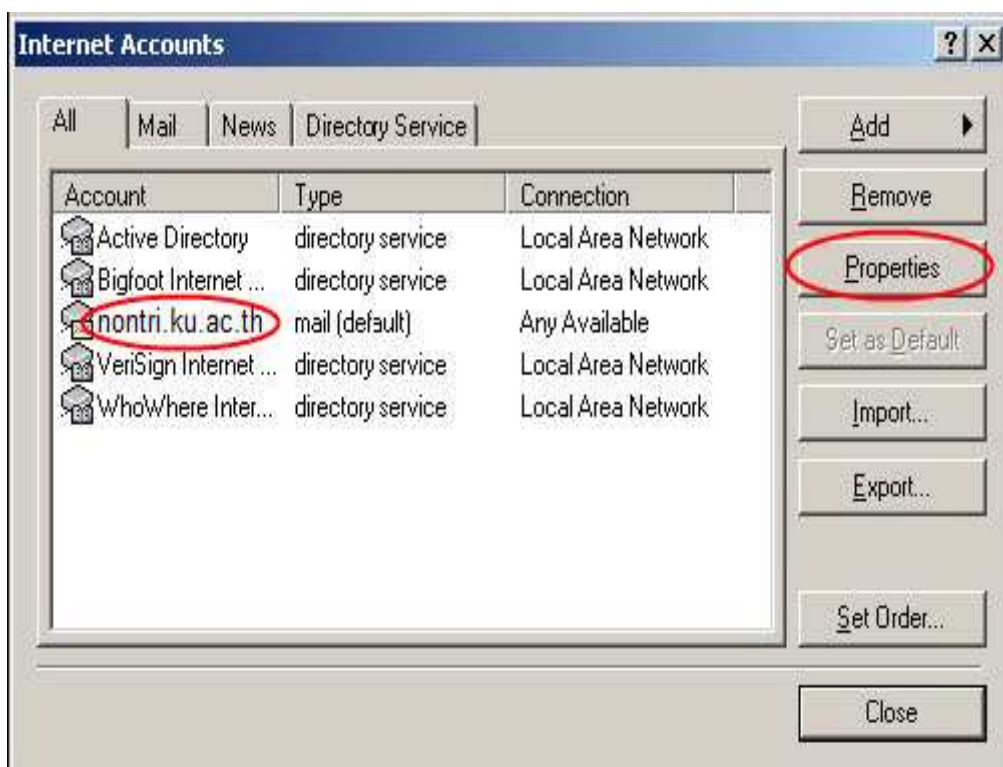 Internet Accounts
All Mail News Directory Service
Account Type Connection
Active Directory directory service Local Area Network
Bigfoot Internet ... directory service Local Area Network
nontri.ku.ac.th mail (default) Any Available
VeriSign Internet ... directory service Local Area Network
WhoWhere Inter... directory service Local Area Network
Add
Remove
Properties
Set as Default
Import...
Export...
Set Order...
Close